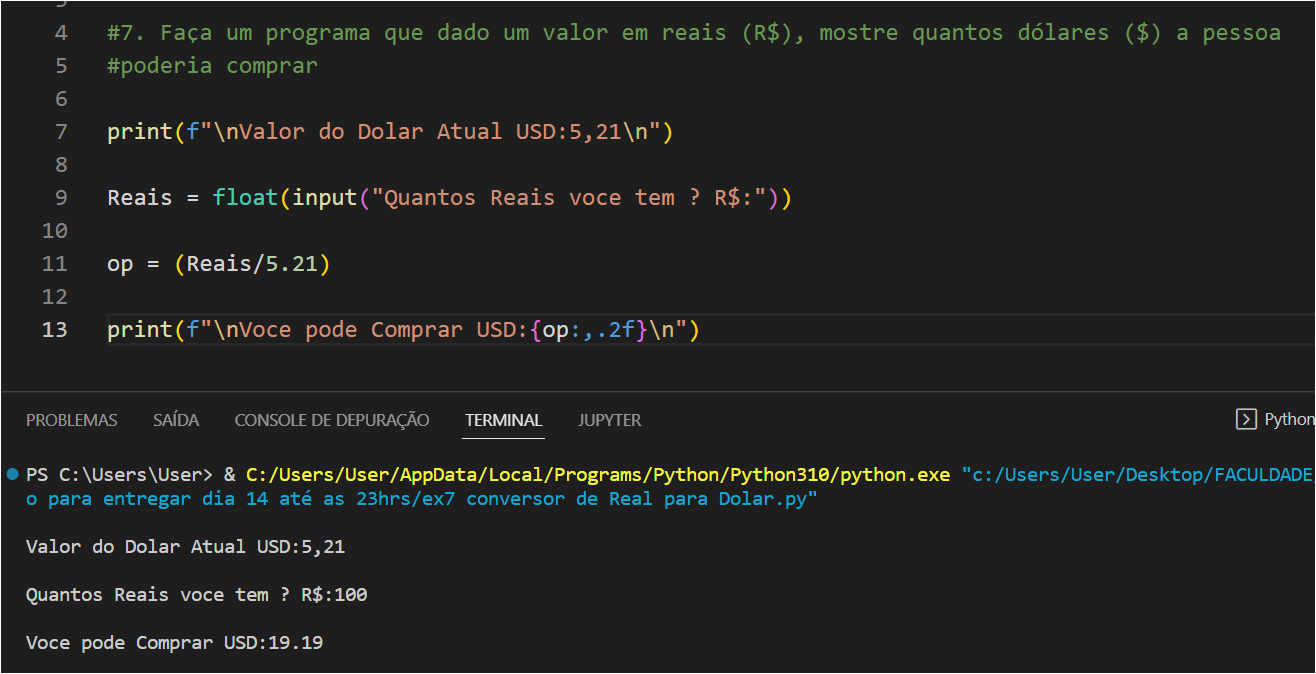 4 #7. Faça um programa que dado um valor em reais (R$), mostre quantos dólares ($) a pessoa
5 #poderia comprar
6
7 print(f"\nValor do Dolar Atual USD:5,21\n")
8
9 Reais = float(input("Quantos Reais voce tem ? R$:"))
10
11 op = (Reais/5.21)
12
13 print(f"\nVoce pode Comprar USD:{op:,.2f}\n")
PROBLEMAS SAÍDA CONSOLE DE DEPURAÇÃO TERMINAL JUPYTER Python
PS C:\Users\User> & C:/Users/User/AppData/Local/Programs/Python/Python310/python.exe "c:/Users/User/Desktop/FACULDADE/
o para entregar dia 14 até as 23hrs/ex7 conversor de Real para Dolar.py"
Valor do Dolar Atual USD:5,21
Quantos Reais voce tem ? R$:100
Voce pode Comprar USD:19.19